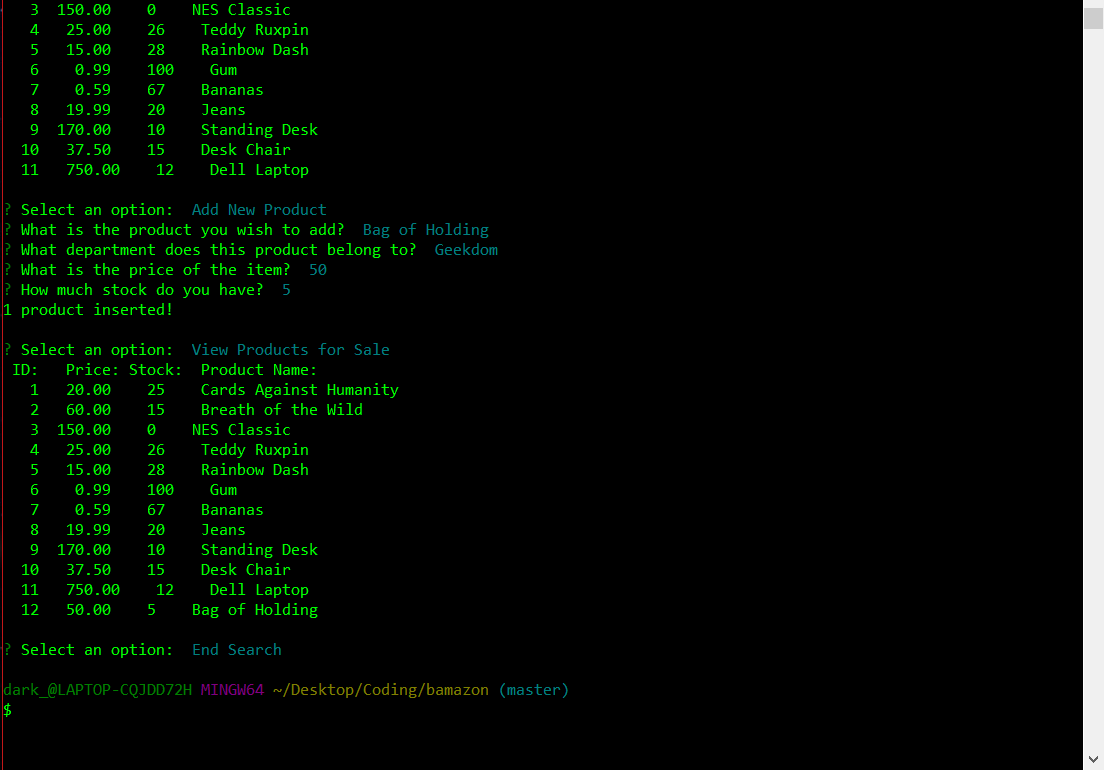 3  150.00    0    NES Classic
4   25.00    26    Teddy Ruxpin
5   15.00    28    Rainbow Dash
6    0.99    100    Gum
7    0.59    67    Bananas
8   19.99    20    Jeans
9  170.00    10    Standing Desk
10   37.50    15    Desk Chair
11   750.00    12    Dell Laptop
? Select an option:  Add New Product
? What is the product you wish to add?  Bag of Holding
? What department does this product belong to?  Geekdom
? What is the price of the item?  50
? How much stock do you have?  5
1 product inserted!
? Select an option:  View Products for Sale
ID:   Price: Stock:  Product Name:
1   20.00    25    Cards Against Humanity
2   60.00    15    Breath of the Wild
3  150.00    0    NES Classic
4   25.00    26    Teddy Ruxpin
5   15.00    28    Rainbow Dash
6    0.99    100    Gum
7    0.59    67    Bananas
8   19.99    20    Jeans
9  170.00    10    Standing Desk
10   37.50    15    Desk Chair
11   750.00    12    Dell Laptop
12   50.00    5    Bag of Holding
? Select an option:  End Search
dark_@LAPTOP-CQJDD72H MINGW64 ~/Desktop/Coding/bamazon (master)
$